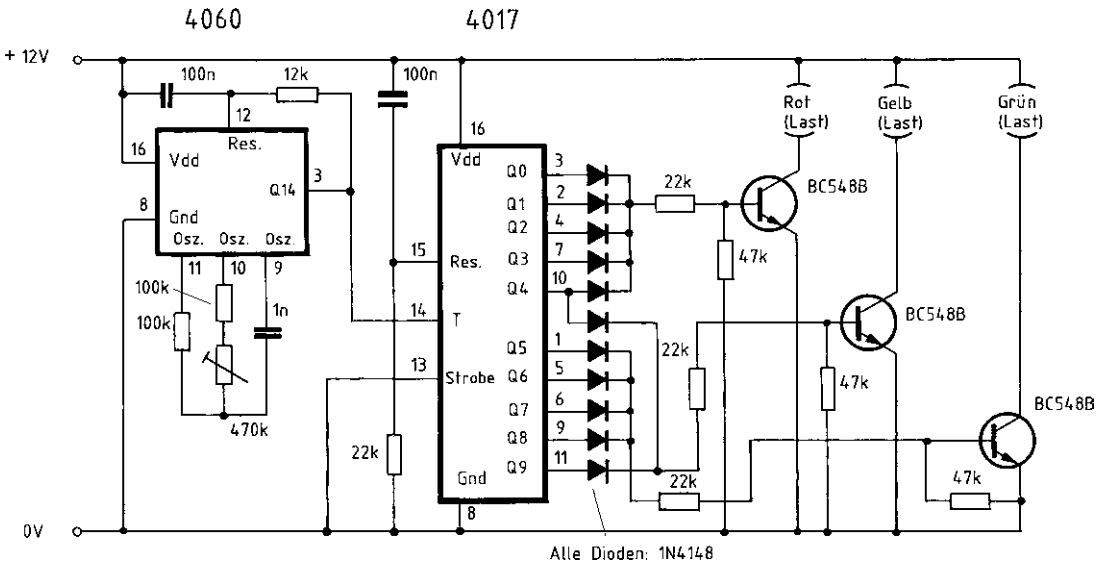 4060
4017
+ 12V
100n
12k
100n
Rot
(Last)
Gelb
(Last)
Grün
(Last)
12
Res.
16
Vdd
3
Q14
8
Gnd
Osz.
Osz.
Osz.
11
10
9
100k
100k
1n
470k
16
Vdd
15
Res.
14
T
13
Strobe
22k
Gnd
8
Q0
3
Q1
2
Q2
4
Q3
7
Q4
10
Q5
1
Q6
5
Q7
6
Q8
9
Q9
11
22k
BC548B
47k
22k
BC548B
47k
22k
BC548B
47k
0V
Alle Dioden: 1N4148